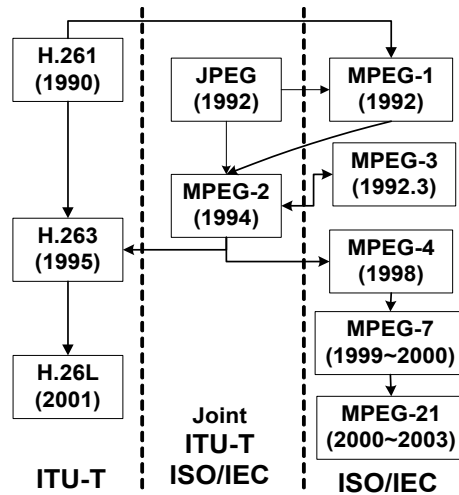 H.261
(1990)
JPEG
(1992)
MPEG-1
(1992)
MPEG-3
(1992.3)
MPEG-2
(1994)
H.263
(1995)
MPEG-4
(1998)
MPEG-7
(1999~2000)
H.26L
(2001)
MPEG-21
(2000~2003)
Joint
ITU-T
ISO/IEC
ITU-T
ISO/IEC